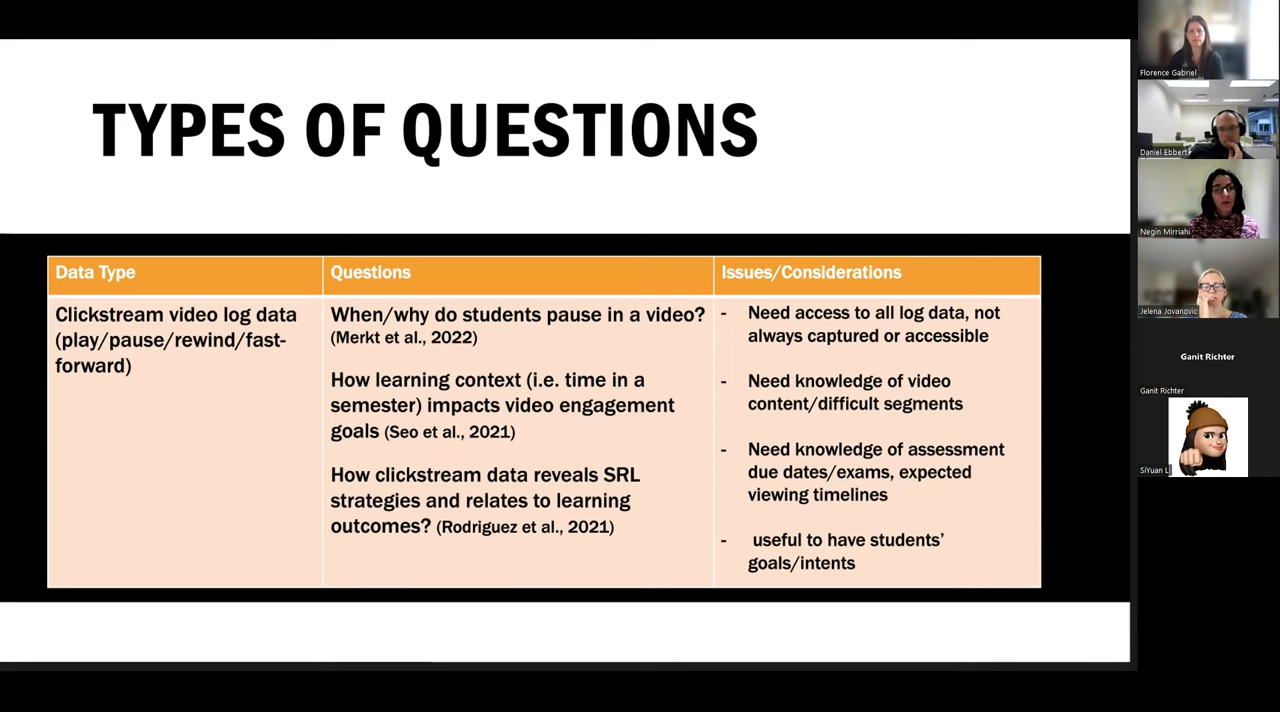 TYPES OF QUESTIONS
Data Type
Questions
Issues/Considerations
Clickstream video log data
(play/pause/rewind/fast-
forward)
When/why do students pause in a video?
(Merkt et al., 2022)
How learning context (i.e. time in a
semester) impacts video engagement
goals (Seo et al., 2021)
How clickstream data reveals SRL
strategies and relates to learning
outcomes? (Rodriguez et al., 2021)
- Need access to all log data, not
always captured or accessible
- Need knowledge of video
content/difficult segments
- Need knowledge of assessment
due dates/exams, expected
viewing timelines
- useful to have students'
goals/intents
Florence Gabriel
Daniel Ebbert
Negin Mirriahi
Jelena Jovanovic
Ganit Richter
Ganit Richter
SiYuan Li